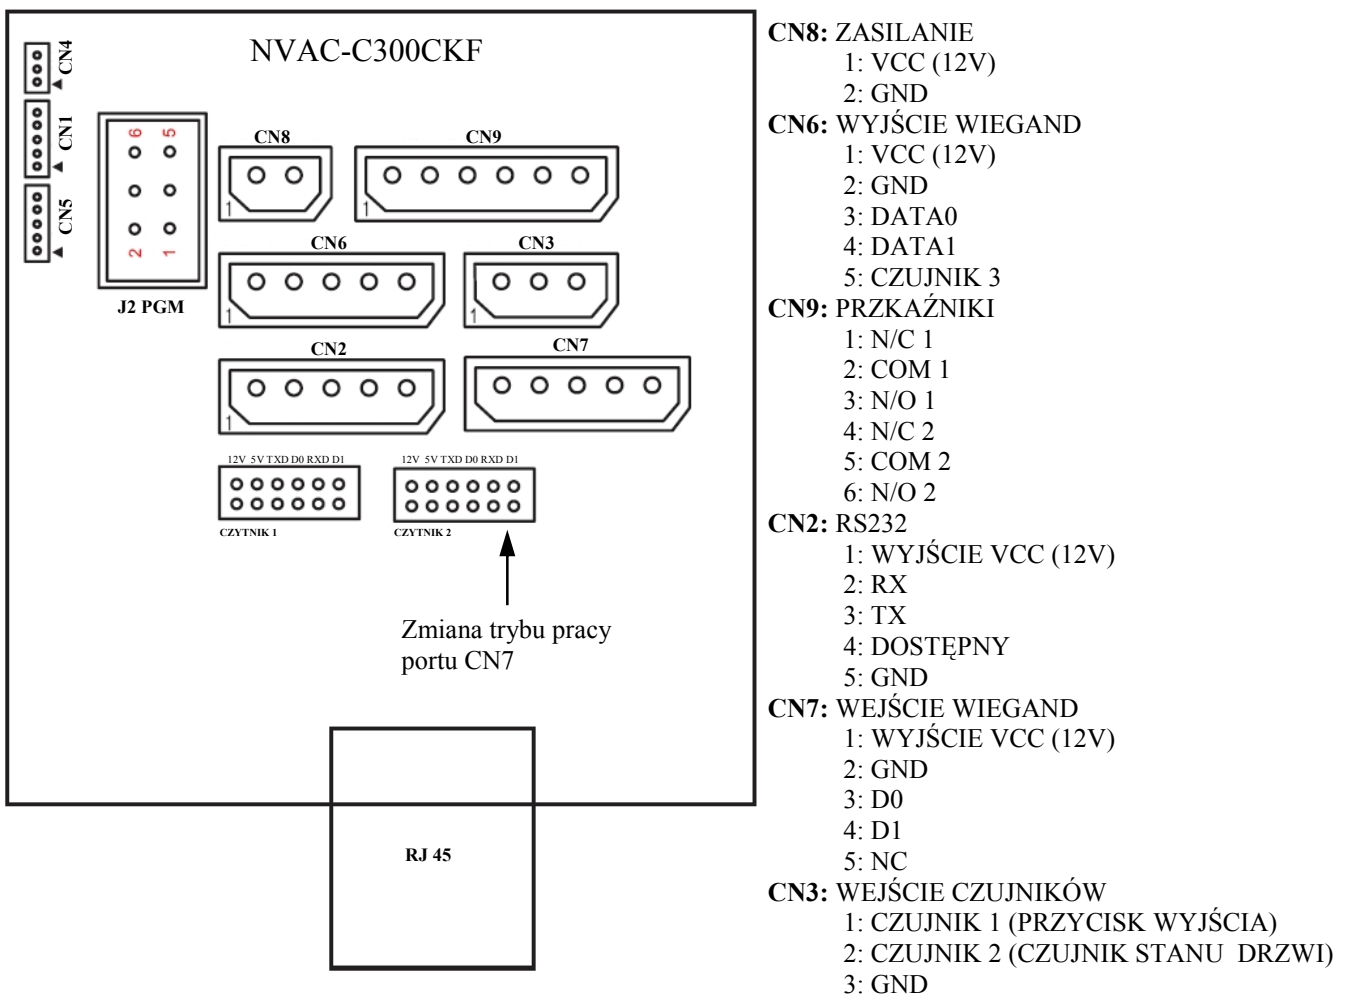 NVAC-C300CKF
CN4
CN1
CN5
6 5
2 1
J2 PGM
CN8
1
CN9
1
CN6
1
CN3
1
CN2
1
CN7
12V 5V TXD D0 RXD D1
CZYTNIK 1
12V 5V TXD D0 RXD D1
CZYTNIK 2
Zmiana trybu pracy
portu CN7
RJ 45
CN8: ZASILANIE
1: VCC (12V)
2: GND
CN6: WYJŚCIE WIEGAND
1: VCC (12V)
2: GND
3: DATA0
4: DATA1
5: CZUJNIK 3
CN9: PRZKAŹNIKI
1: N/C 1
2: COM 1
3: N/O 1
4: N/C 2
5: COM 2
6: N/O 2
CN2: RS232
1: WYJŚCIE VCC (12V)
2: RX
3: TX
4: DOSTĘPNY
5: GND
CN7: WEJŚCIE WIEGAND
1: WYJŚCIE VCC (12V)
2: GND
3: D0
4: D1
5: NC
CN3: WEJŚCIE CZUJNIKÓW
1: CZUJNIK 1 (PRZYCISK WYJŚCIA)
2: CZUJNIK 2 (CZUJNIK STANU DRZWI)
3: GND